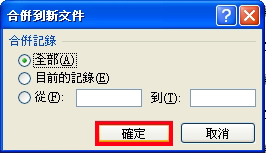 合併到新文件
合併記錄
全部(A)
目前的記錄(E)
從(F): 到(T):
確定 取消